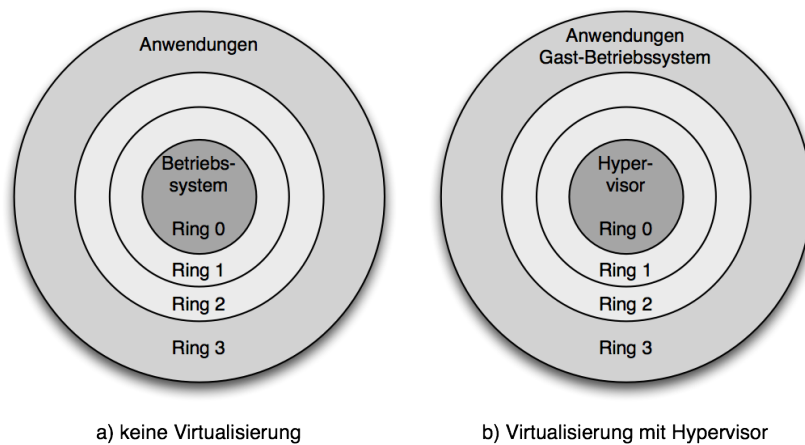 Anwendungen
Betriebs-
system
Ring 0
Ring 1
Ring 2
Ring 3
a) keine Virtualisierung
Anwendungen
Gast-Betriebssystem
Hyper-
visor
Ring 0
Ring 1
Ring 2
Ring 3
b) Virtualisierung mit Hypervisor